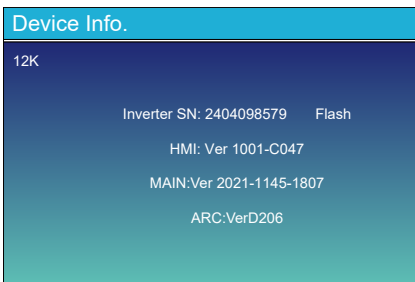 Device Info.
12K
Inverter SN: 2404098579 Flash
HMI: Ver 1001-C047
MAIN:Ver 2021-1145-1807
ARC:VerD206